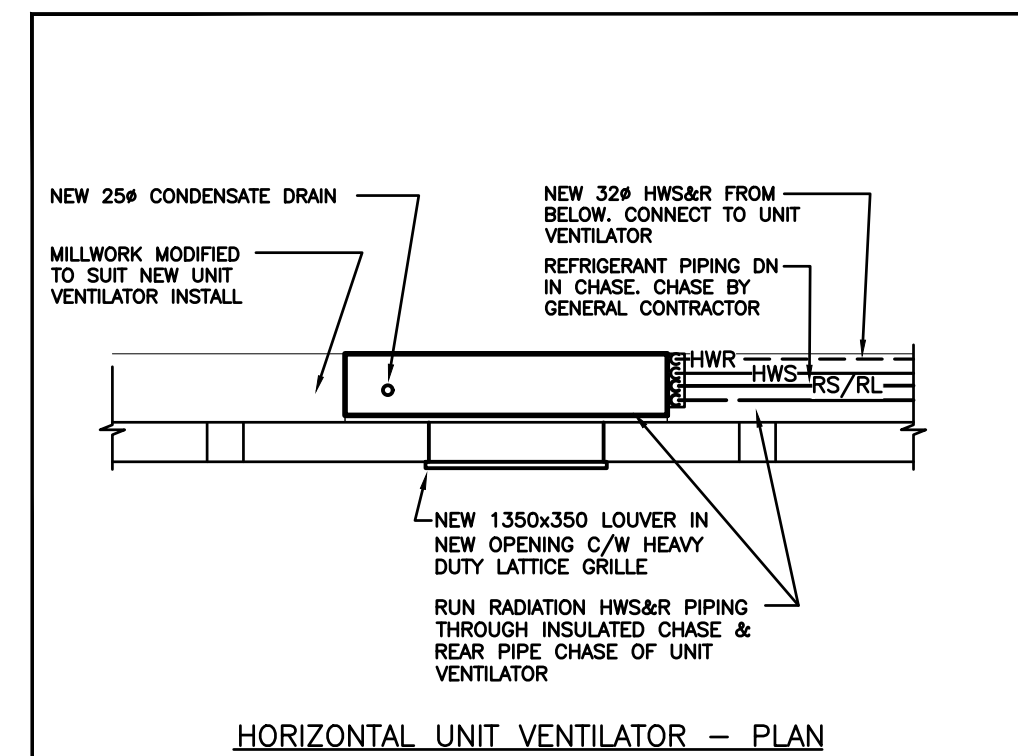 NEW 25ø CONDENSATE DRAIN
MILLWORK MODIFIED
TO SUIT NEW UNIT
VENTILATOR INSTALL
NEW 32ø HWS&R FROM
BELOW. CONNECT TO UNIT
VENTILATOR
REFRIGERANT PIPING DN
IN CHASE. CHASE BY
GENERAL CONTRACTOR
HWR
HWS
RS/RL
NEW 1350x350 LOUVER IN
NEW OPENING C/W HEAVY
DUTY LATTICE GRILLE
RUN RADIATION HWS&R PIPING
THROUGH INSULATED CHASE &
REAR PIPE CHASE OF UNIT
VENTILATOR
HORIZONTAL UNIT VENTILATOR – PLAN